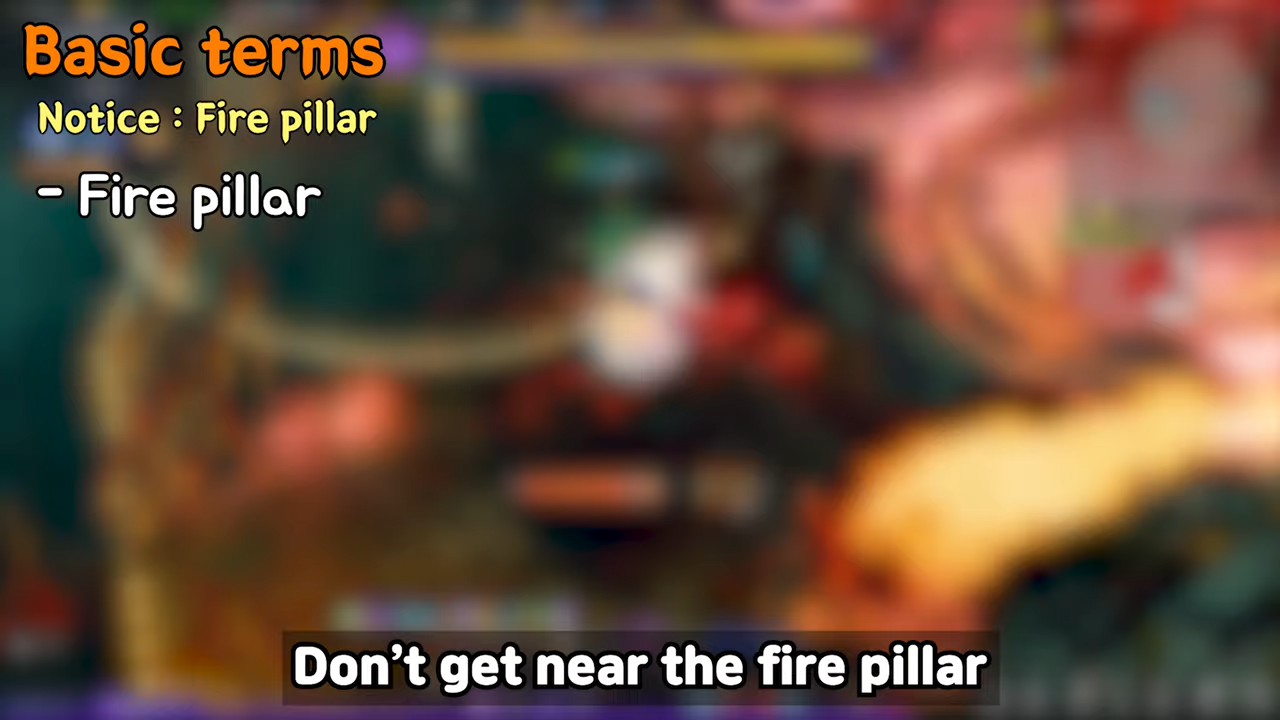 Basic terms
Notice : Fire pillar
- Fire pillar
Don't get near the fire pillar